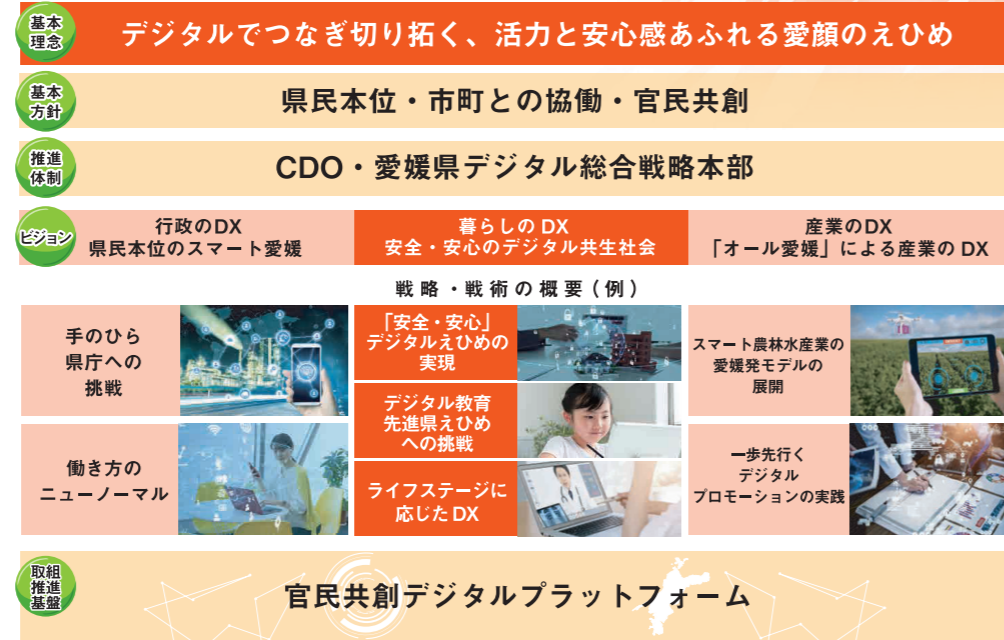 基本
理念
デジタルでつなぎ切り拓く、活力と安心感あふれる愛顔のえひめ
基本
方針
県民本位・市町との協働・官民共創
推進
体制
CDO・愛媛県デジタル総合戦略本部
ビジョン
行政のDX
県民本位のスマート愛媛
暮らしのDX
安全・安心のデジタル共生社会
産業のDX
「オール愛媛」による産業のDX
戦略・戦術の概要(例)
手のひら
県庁への
挑戦
働き方の
ニューノーマル
「安全・安心」
デジタルえひめの
実現
デジタル教育
先進県えひめ
への挑戦
ライフステージに
応じたDX
スマート農林水産業の
愛媛発モデルの
展開
一歩先行く
デジタル
プロモーションの実践
取組
推進
基盤
官民共創デジタルプラットフォーム